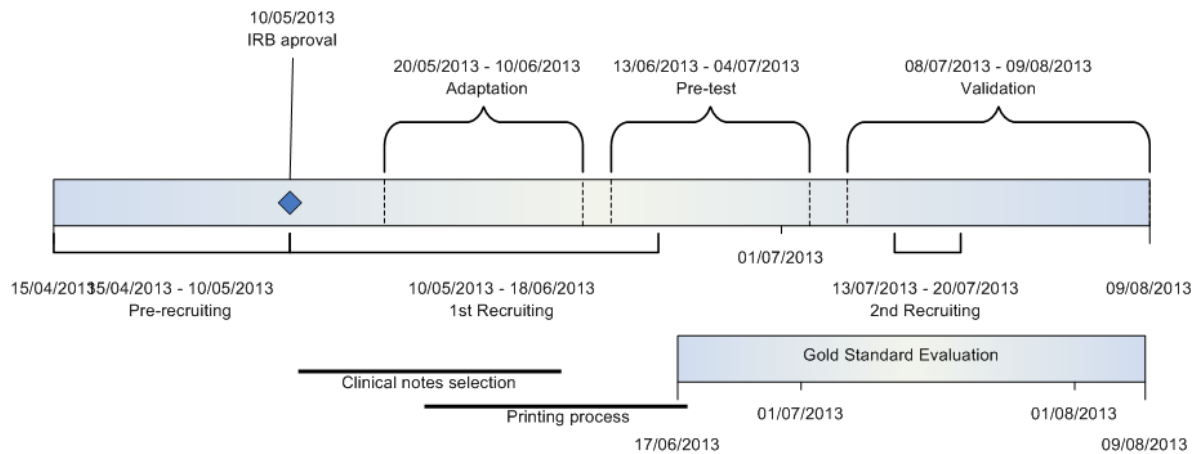 10/05/2013
IRB aproval
20/05/2013 - 10/06/2013
Adaptation
13/06/2013 - 04/07/2013
Pre-test
08/07/2013 - 09/08/2013
Validation
01/07/2013
15/04/2013
15/04/2013 - 10/05/2013
Pre-recruiting
10/05/2013 - 18/06/2013
1st Recruiting
13/07/2013 - 20/07/2013
2nd Recruiting
09/08/2013
Gold Standard Evaluation
Clinical notes selection
Printing process
01/07/2013
01/08/2013
17/06/2013
09/08/2013